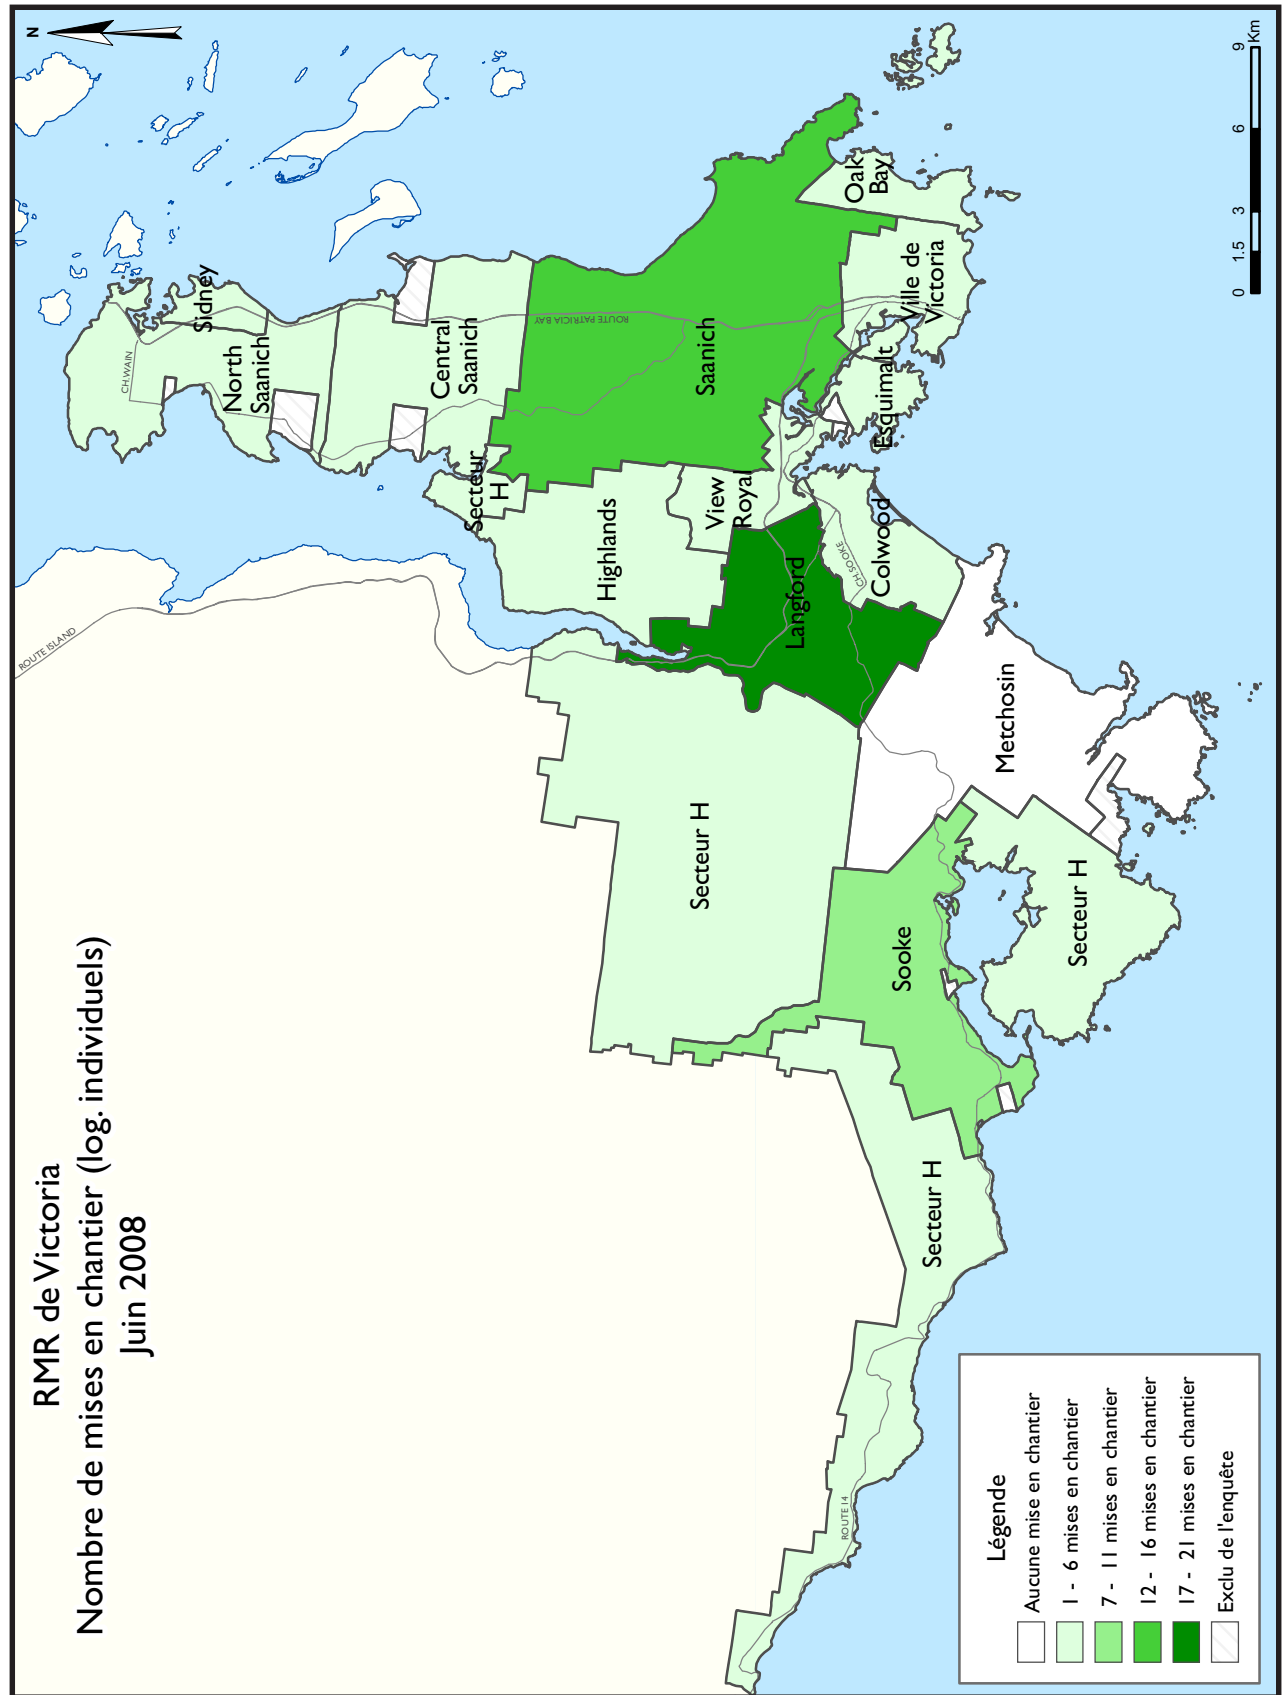 RMR de Victoria
Nombre de mises en chantier (log. individuels)
Juin 2008
N
ROUTE ISLAND
CH.WAIN
Sidney
North
Saanich
Central
Saanich
ROUTE PATRICIA BAY
Secteur
H
Saanich
Highlands
View
Royal
Oak
Bay
Ville de
Victoria
Esquimalt
Langford
Colwood
CH.SOOKE
Metchosin
Secteur H
Sooke
Secteur H
Secteur H
ROUTE 14
Légende
Aucune mise en chantier
1 - 6 mises en chantier
7 - 11 mises en chantier
12 - 16 mises en chantier
17 - 21 mises en chantier
Exclu de l'enquête
0 1.5 3 6 9
Km